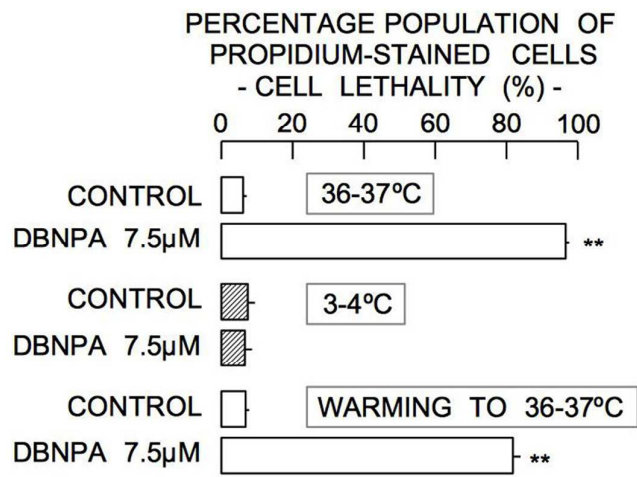 PERCENTAGE POPULATION OF
PROPIDIUM-STAINED CELLS
- CELL LETHALITY (%) -
0 20 40 60 80 100
CONTROL 36-37ºC
DBNPA 7.5µM **
CONTROL 3-4ºC
DBNPA 7.5µM
CONTROL WARMING TO 36-37ºC
DBNPA 7.5µM **